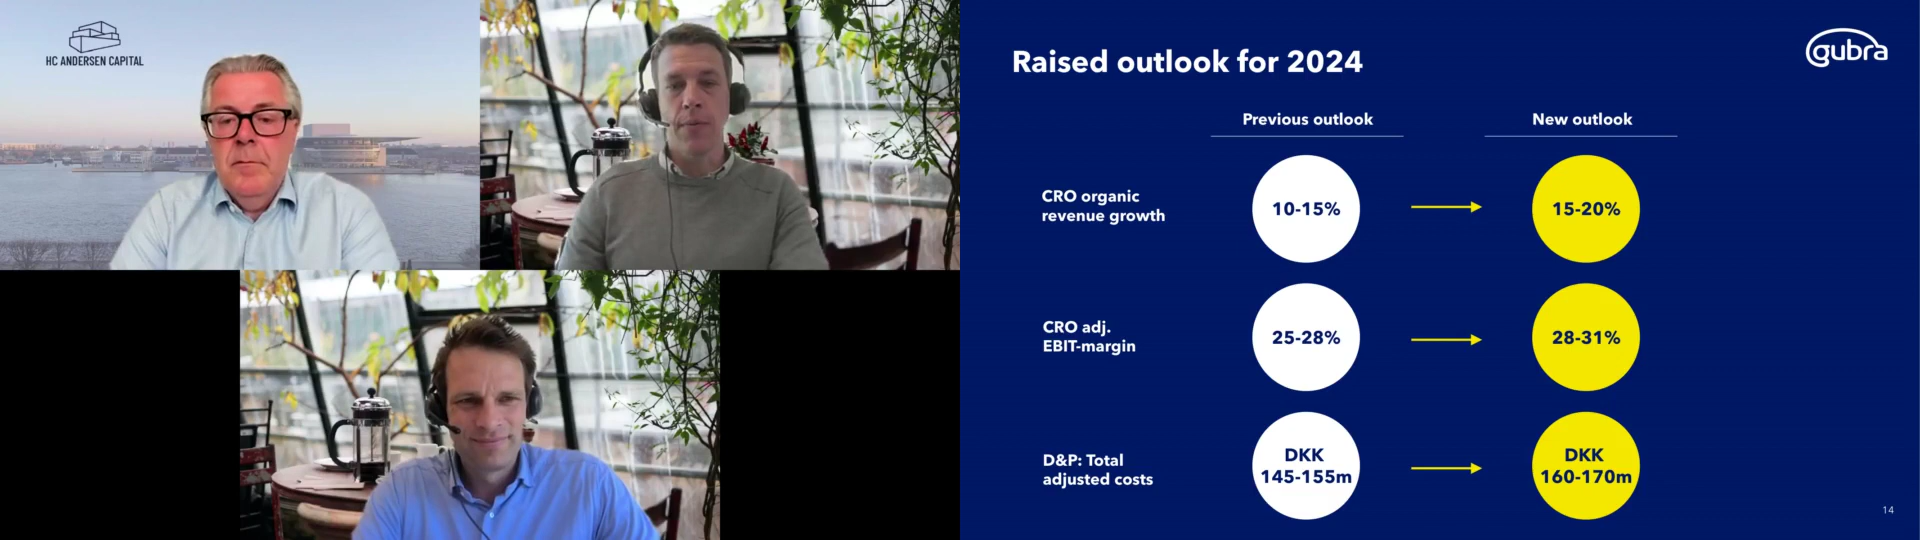 HC ANDERSEN CAPITAL
Raised outlook for 2024
gubra
Previous outlook
New outlook
CRO organic
revenue growth
10-15%
15-20%
CRO adj.
EBIT-margin
25-28%
28-31%
D&P: Total
adjusted costs
DKK
145-155m
DKK
160-170m
14